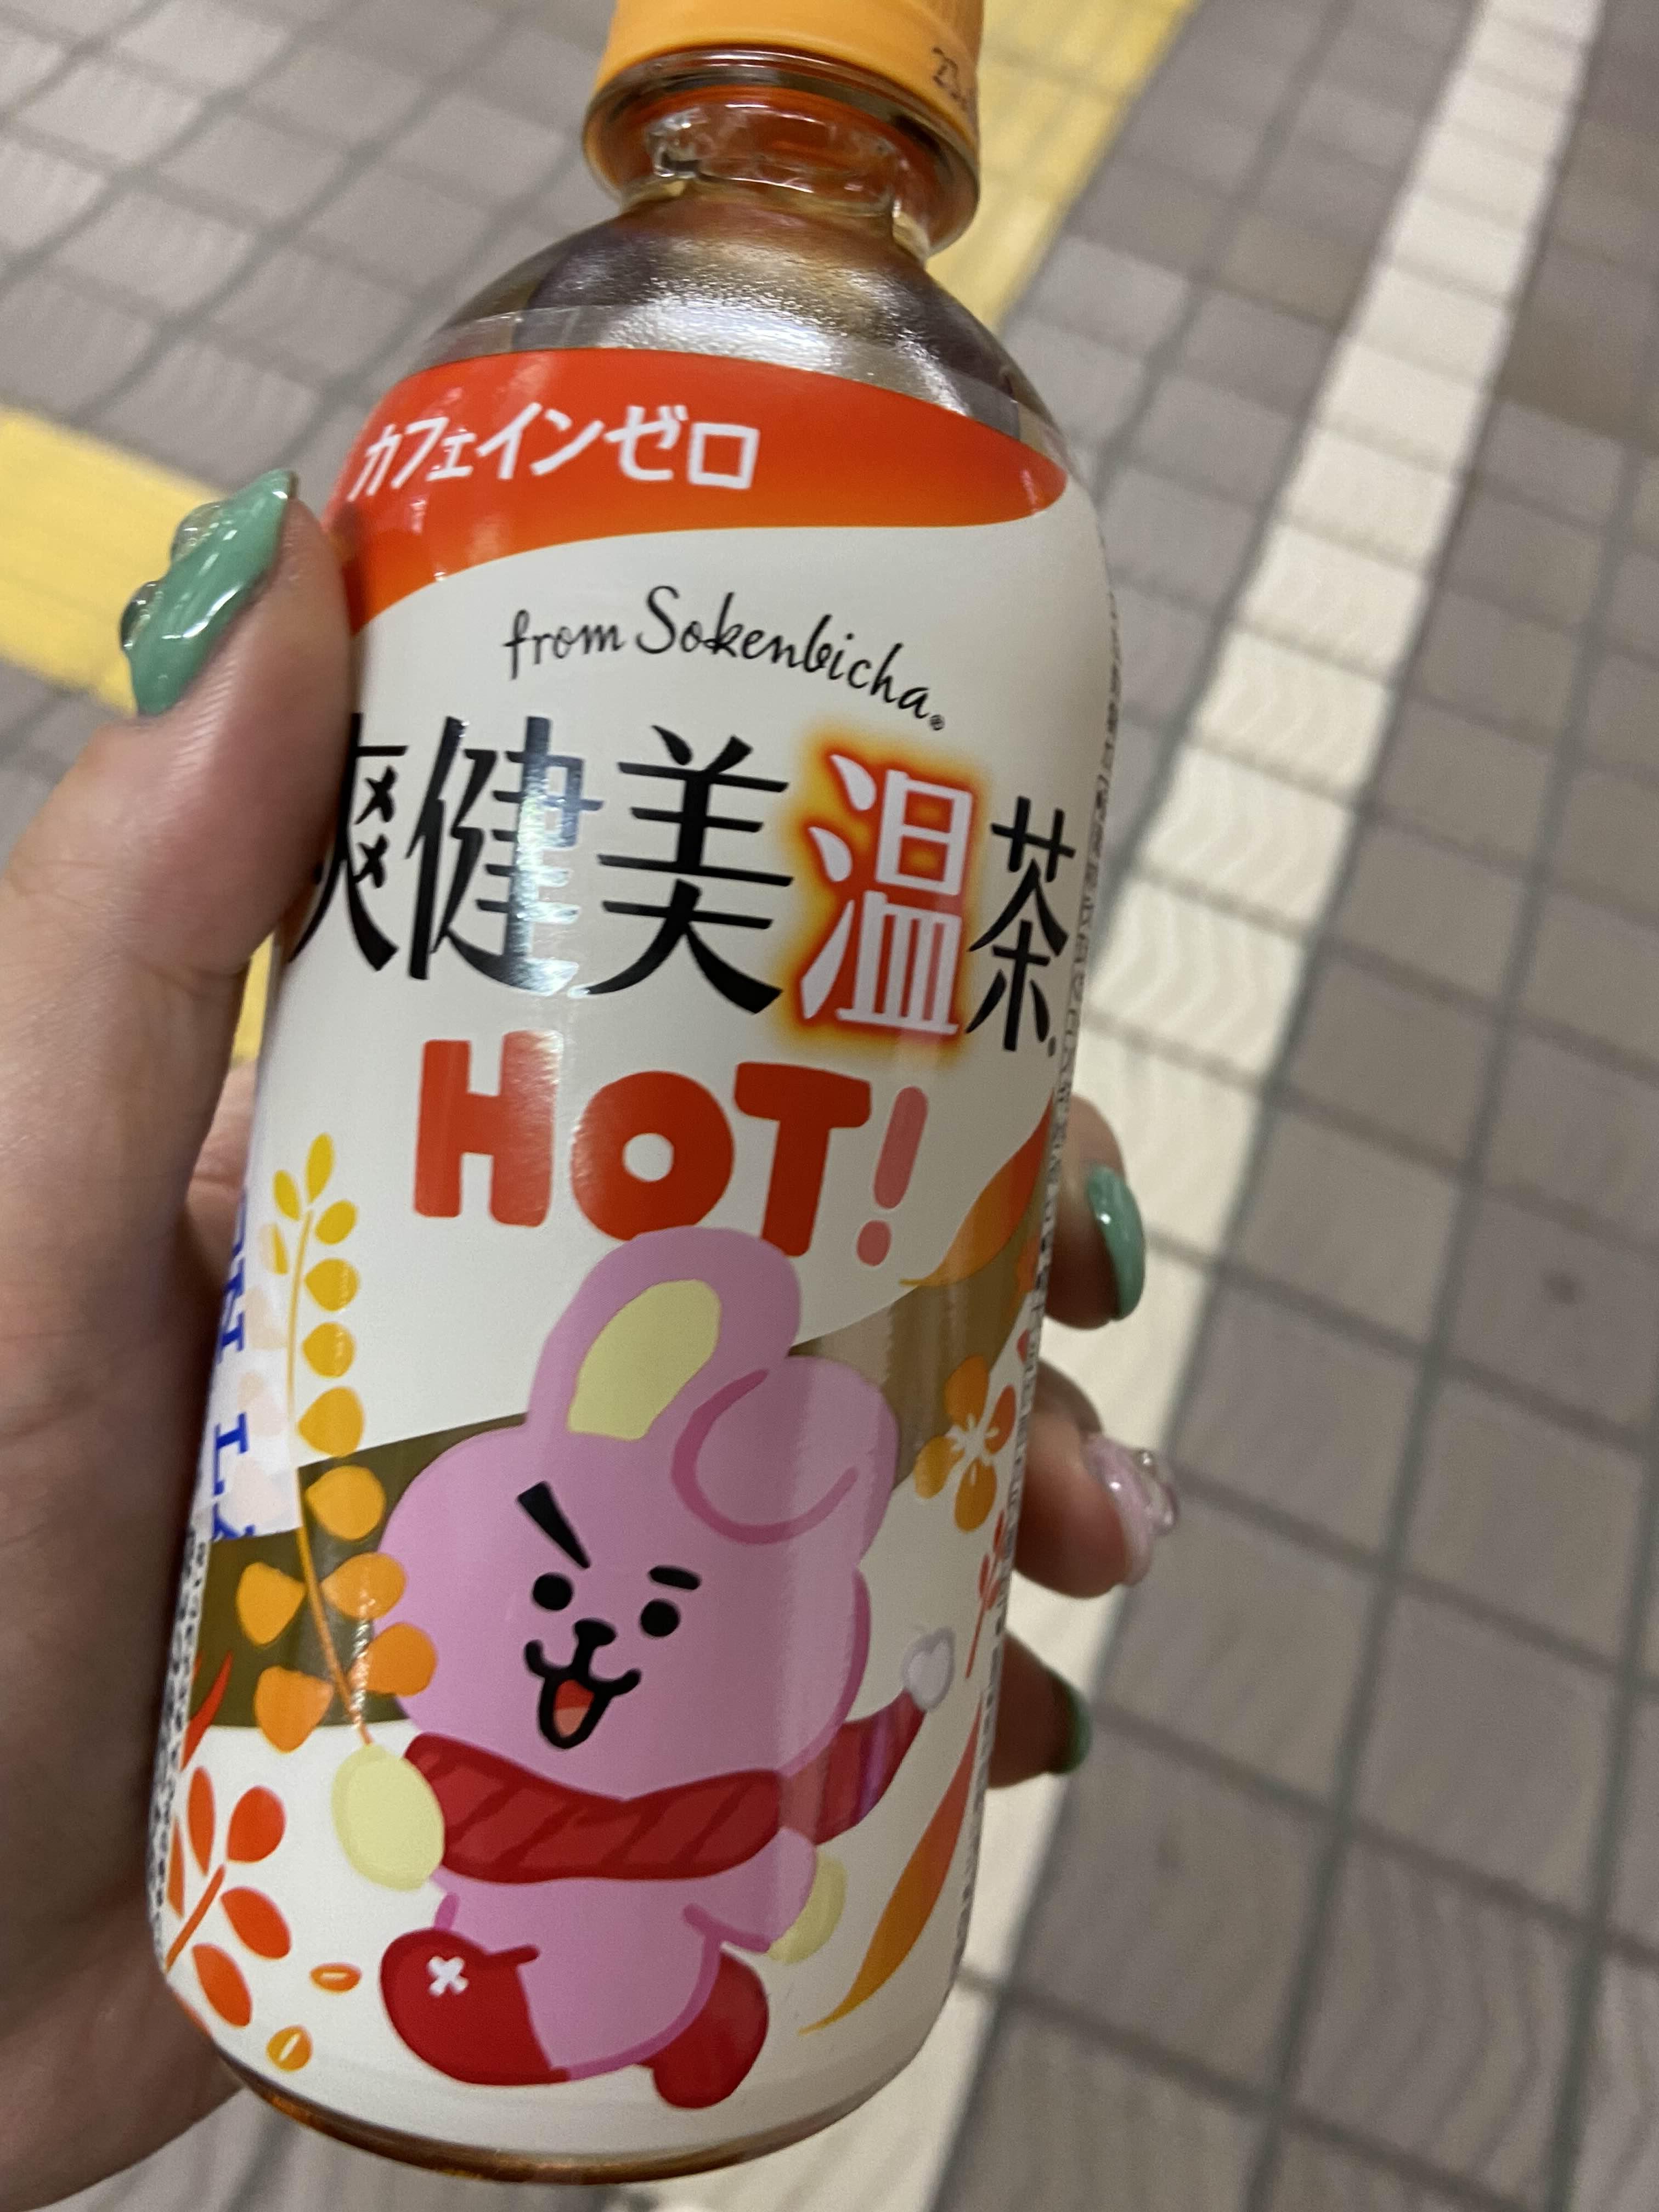 カフェインゼロ
from Sokenbicha®
爽健美温茶
HOT!